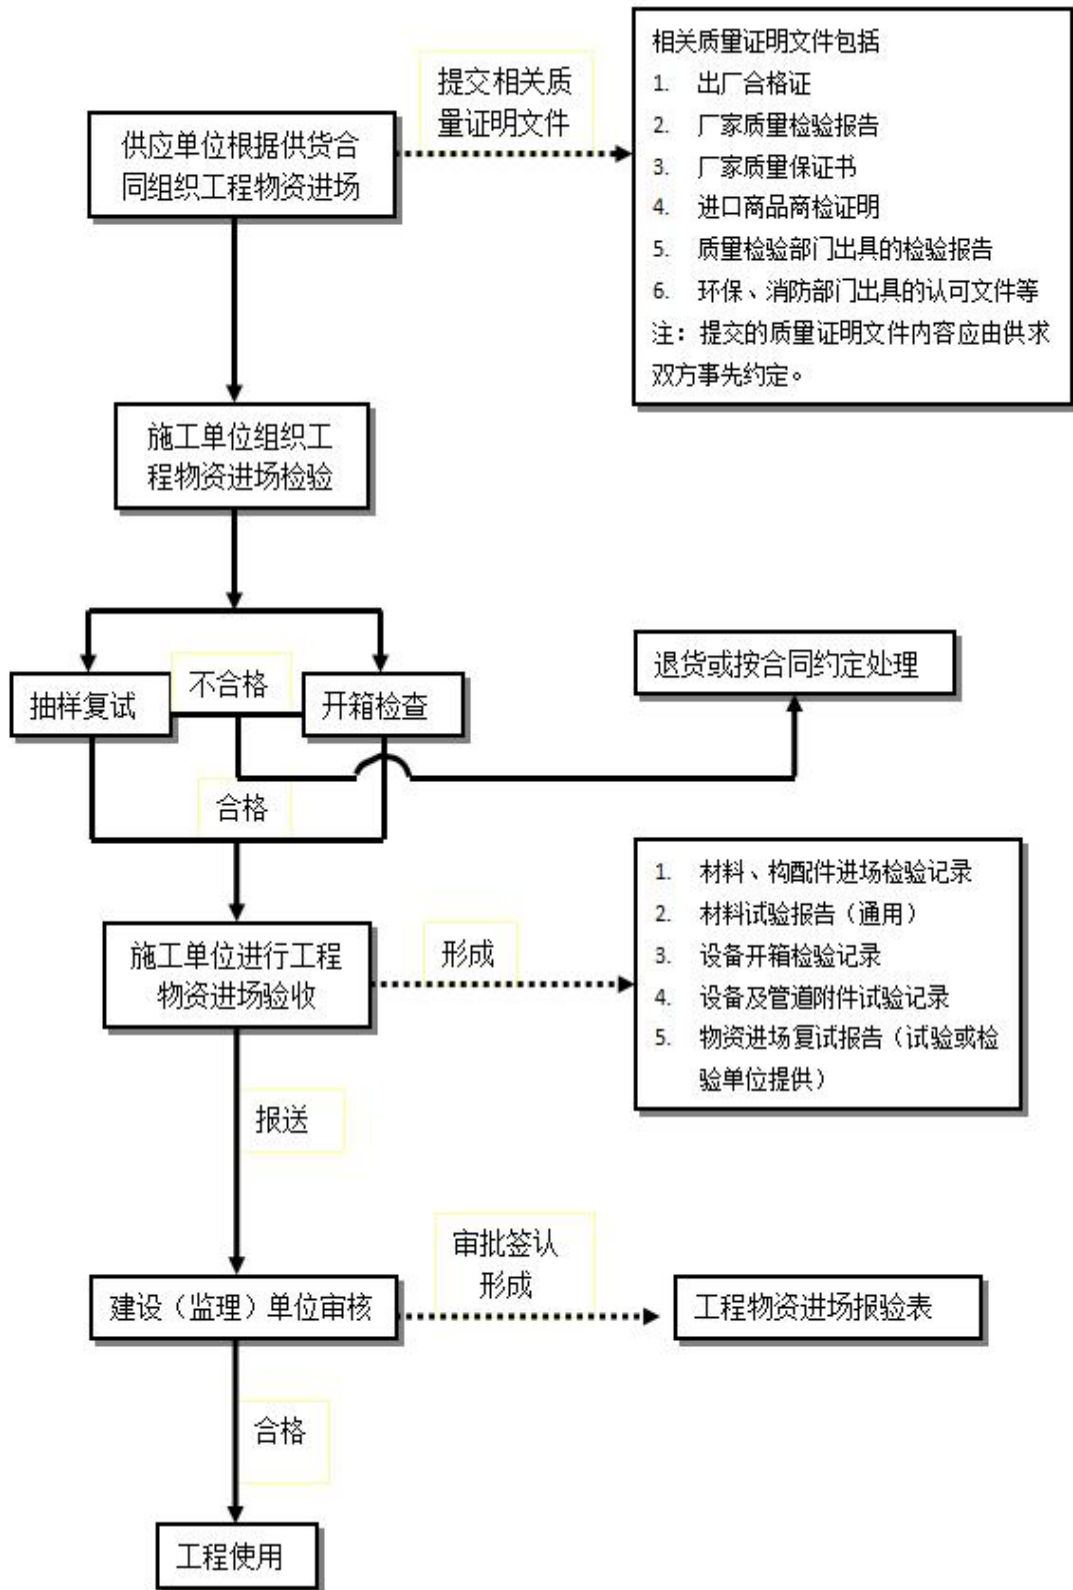 提交相关质
量证明文件
供应单位根据供货合
同组织工程物资进场
相关质量证明文件包括
1. 出厂合格证
2. 厂家质量检验报告
3. 厂家质量保证书
4. 进口商品商检证明
5. 质量检验部门出具的检验报告
6. 环保、消防部门出具的认可文件等
注：提交的质量证明文件内容应由供求
双方事先约定。
施工单位组织工
程物资进场检验
抽样复试
不合格
开箱检查
退货或按合同约定处理
合格
施工单位进行工程
物资进场验收
形成
1. 材料、构配件进场检验记录
2. 材料试验报告（通用）
3. 设备开箱检验记录
4. 设备及管道附件试验记录
5. 物资进场复试报告（试验或检
验单位提供）
报送
建设（监理）单位审核
审批签认
形成
工程物资进场报验表
合格
工程使用